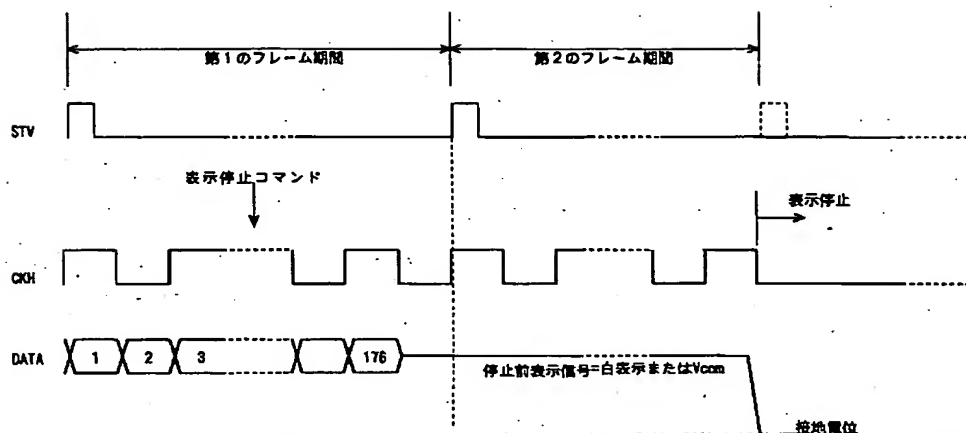 第1のフレーム期間
第2のフレーム期間
STV
表示停止コマンド
表示停止
CKH
DATA
1
2
3
176
停止前表示信号=白表示またはVcom
接地電位